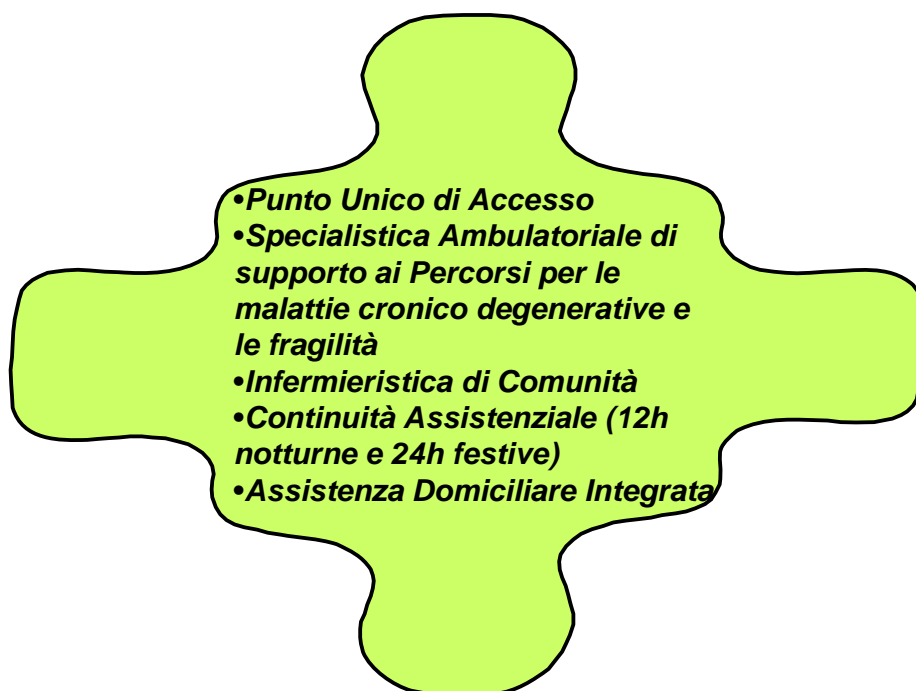 •Punto Unico di Accesso
•Specialistica Ambulatoriale di
supporto ai Percorsi per le
malattie cronico degenerative e
le fragilità
•Infermieristica di Comunità
•Continuità Assistenziale (12h
notturne e 24h festive)
•Assistenza Domiciliare Integrata